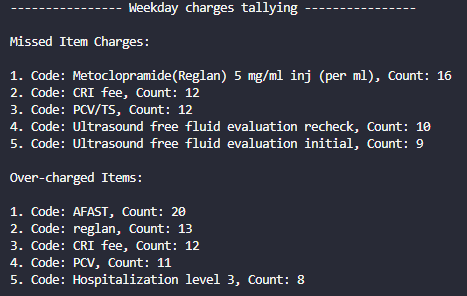 ---------------- Weekday charges tallying ----------------
Missed Item Charges:
1. Code: Metoclopramide(Reglan) 5 mg/ml inj (per ml), Count: 16
2. Code: CRI fee, Count: 12
3. Code: PCV/TS, Count: 12
4. Code: Ultrasound free fluid evaluation recheck, Count: 10
5. Code: Ultrasound free fluid evaluation initial, Count: 9
Over-charged Items:
1. Code: AFAST, Count: 20
2. Code: reglan, Count: 13
3. Code: CRI fee, Count: 12
4. Code: PCV, Count: 11
5. Code: Hospitalization level 3, Count: 8